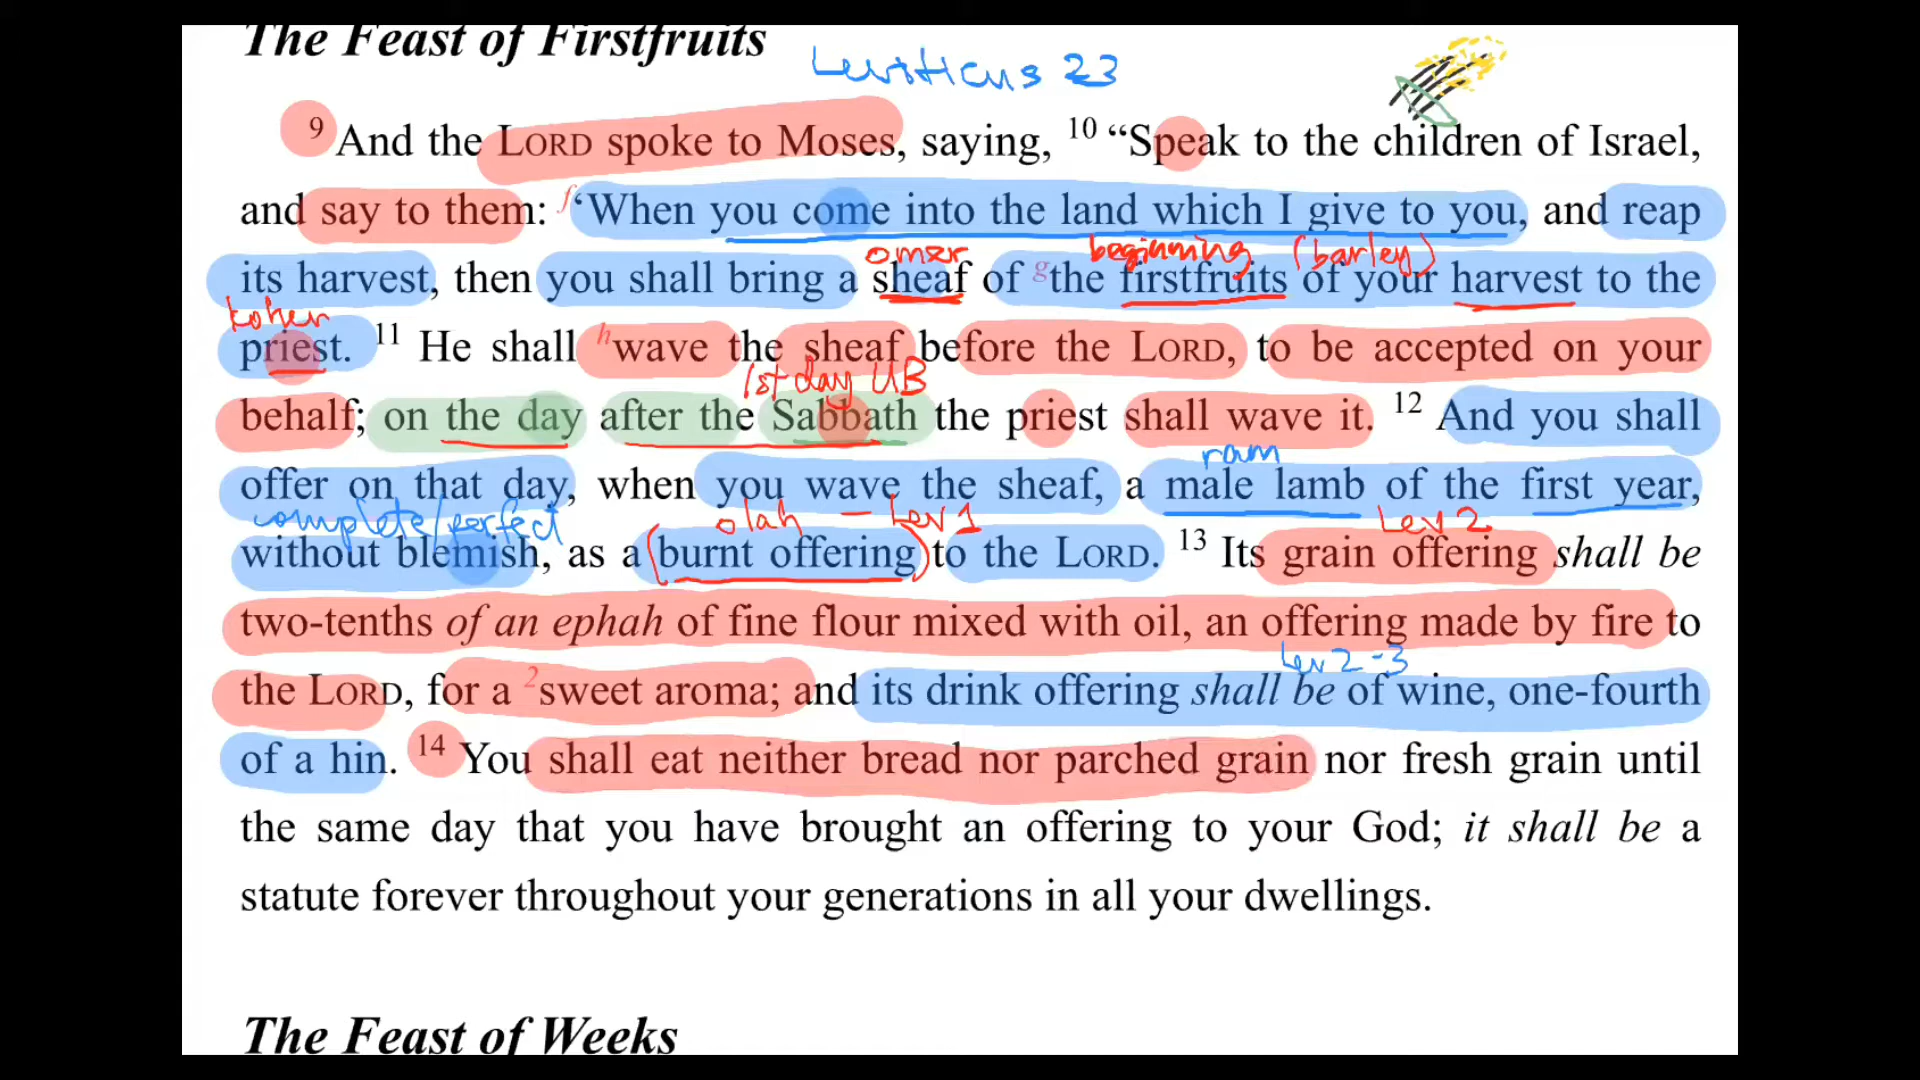 The Feast of Firstfruits
Leviticus 23
9 And the LORD spoke to Moses, saying, 10 “Speak to the children of Israel,
and say to them: f ‘When you come into the land which I give to you, and reap
omer beginning (barley)
its harvest, then you shall bring a sheaf of g the firstfruits of your harvest to the
kohen
priest. 11 He shall h wave the sheaf before the LORD, to be accepted on your
1st day UB
behalf; on the day after the Sabbath the priest shall wave it. 12 And you shall
ram
offer on that day, when you wave the sheaf, a male lamb of the first year,
complete/perfect olah – Lev 1 Lev 2
without blemish, as a (burnt offering) to the LORD. 13 Its grain offering shall be
two-tenths of an ephah of fine flour mixed with oil, an offering made by fire to
Lev 2-3
the LORD, for a 2 sweet aroma; and its drink offering shall be of wine, one-fourth
of a hin. 14 You shall eat neither bread nor parched grain nor fresh grain until
the same day that you have brought an offering to your God; it shall be a
statute forever throughout your generations in all your dwellings.
The Feast of Weeks